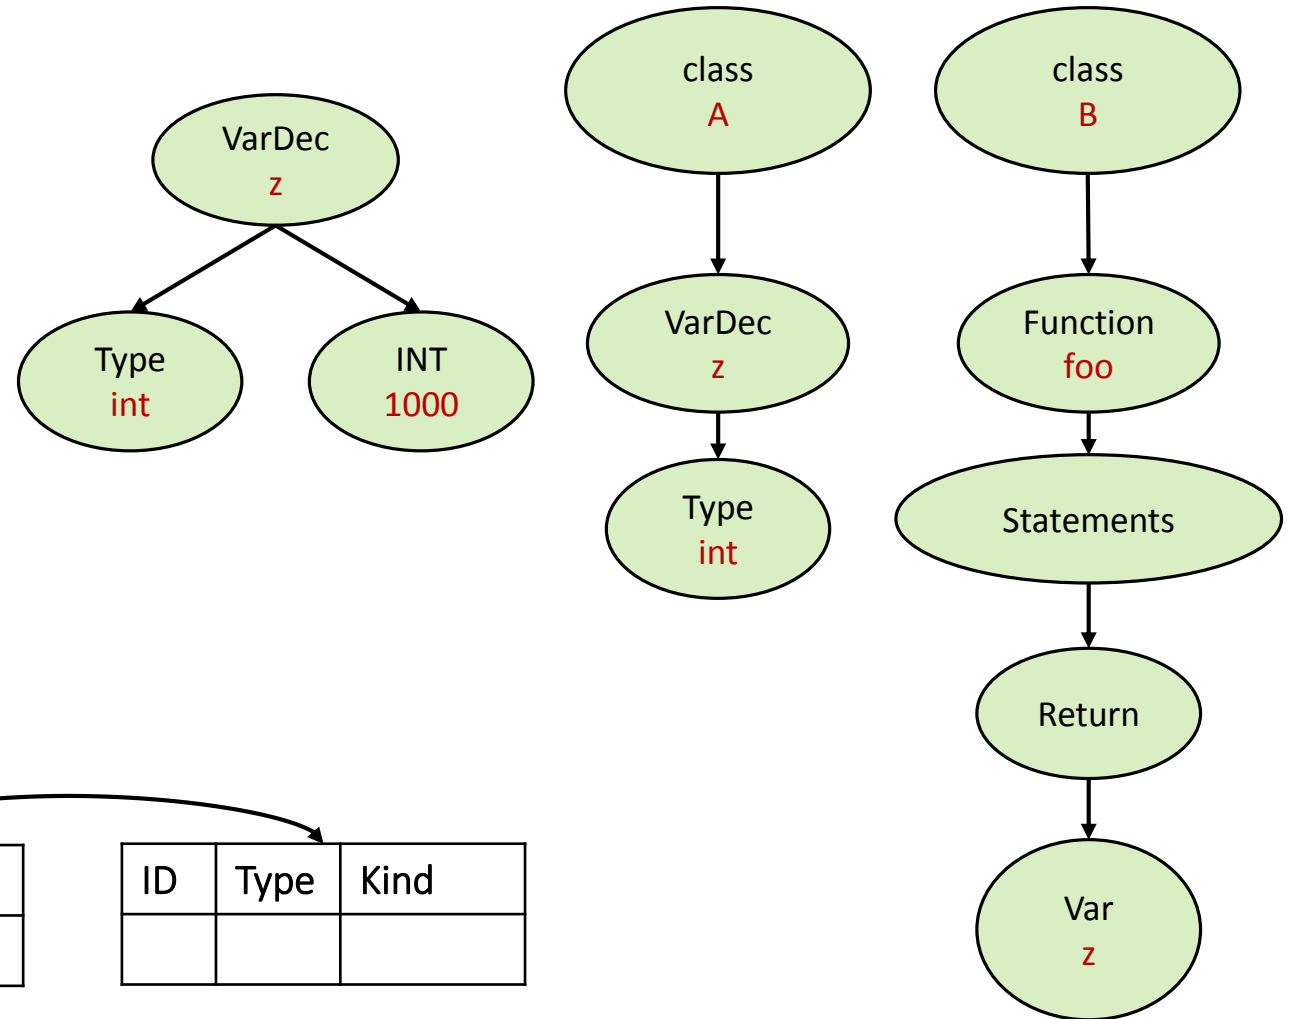 VarDec
z
Type
int
INT
1000
class
A
VarDec
z
Type
int
class
B
Function
foo
Statements
Return
Var
z
ID Type Kind